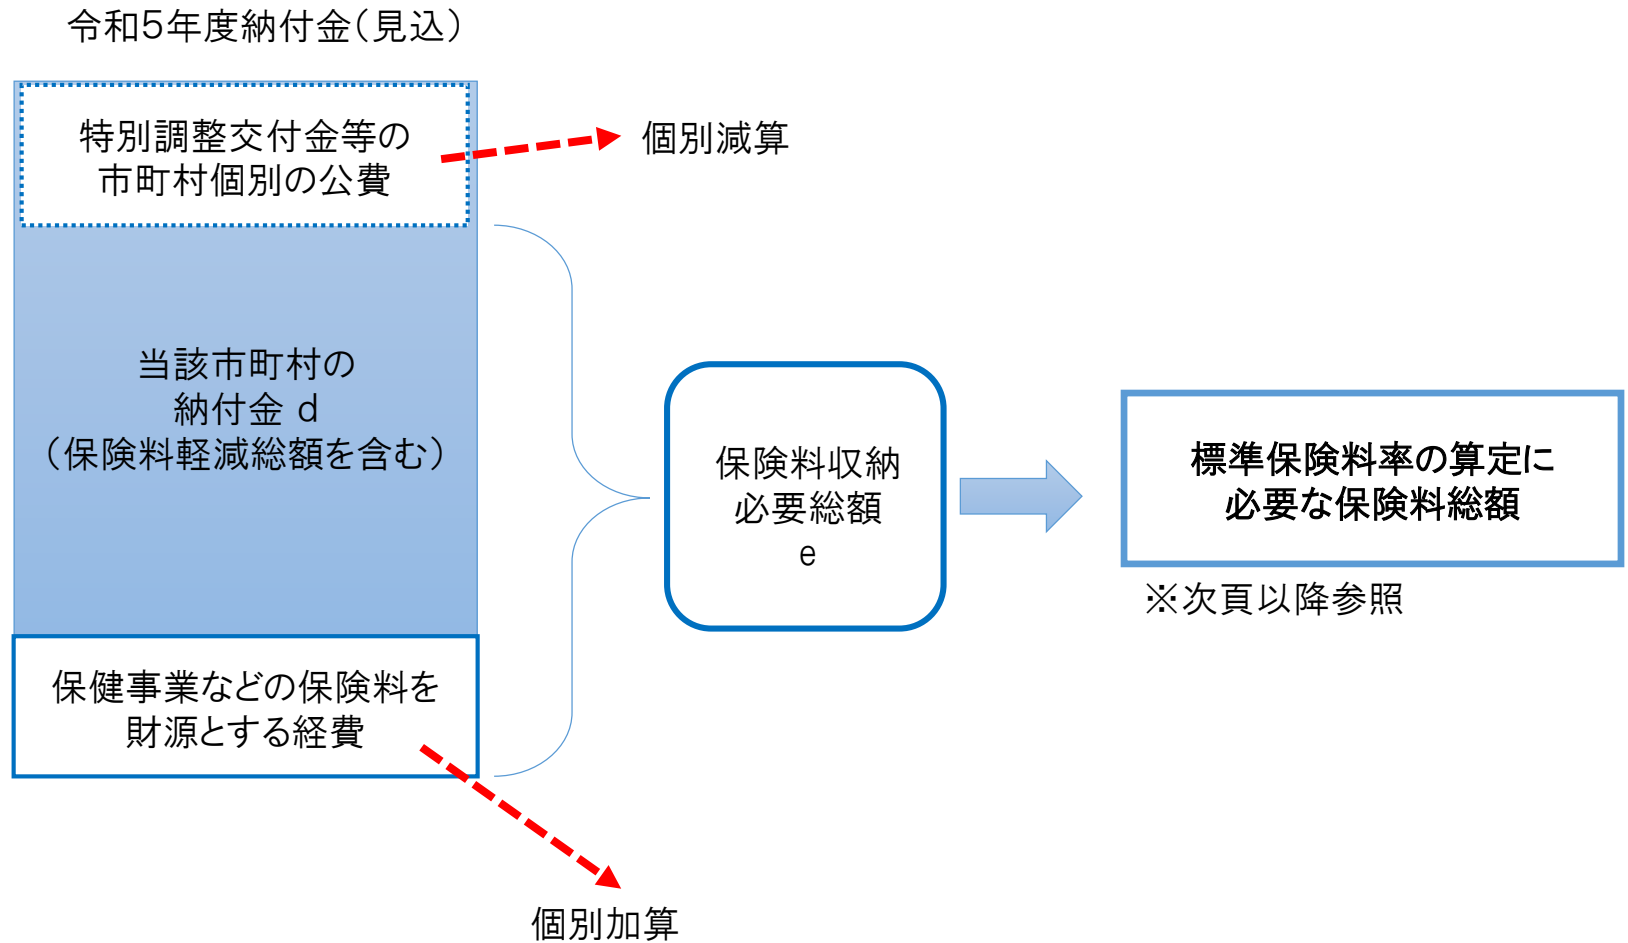 令和5年度納付金（見込）
特別調整交付金等の
市町村個別の公費
個別減算
当該市町村の
納付金 d
（保険料軽減総額を含む）
保険料収納
必要総額
e
標準保険料率の算定に
必要な保険料総額
※次頁以降参照
保健事業などの保険料を
財源とする経費
個別加算